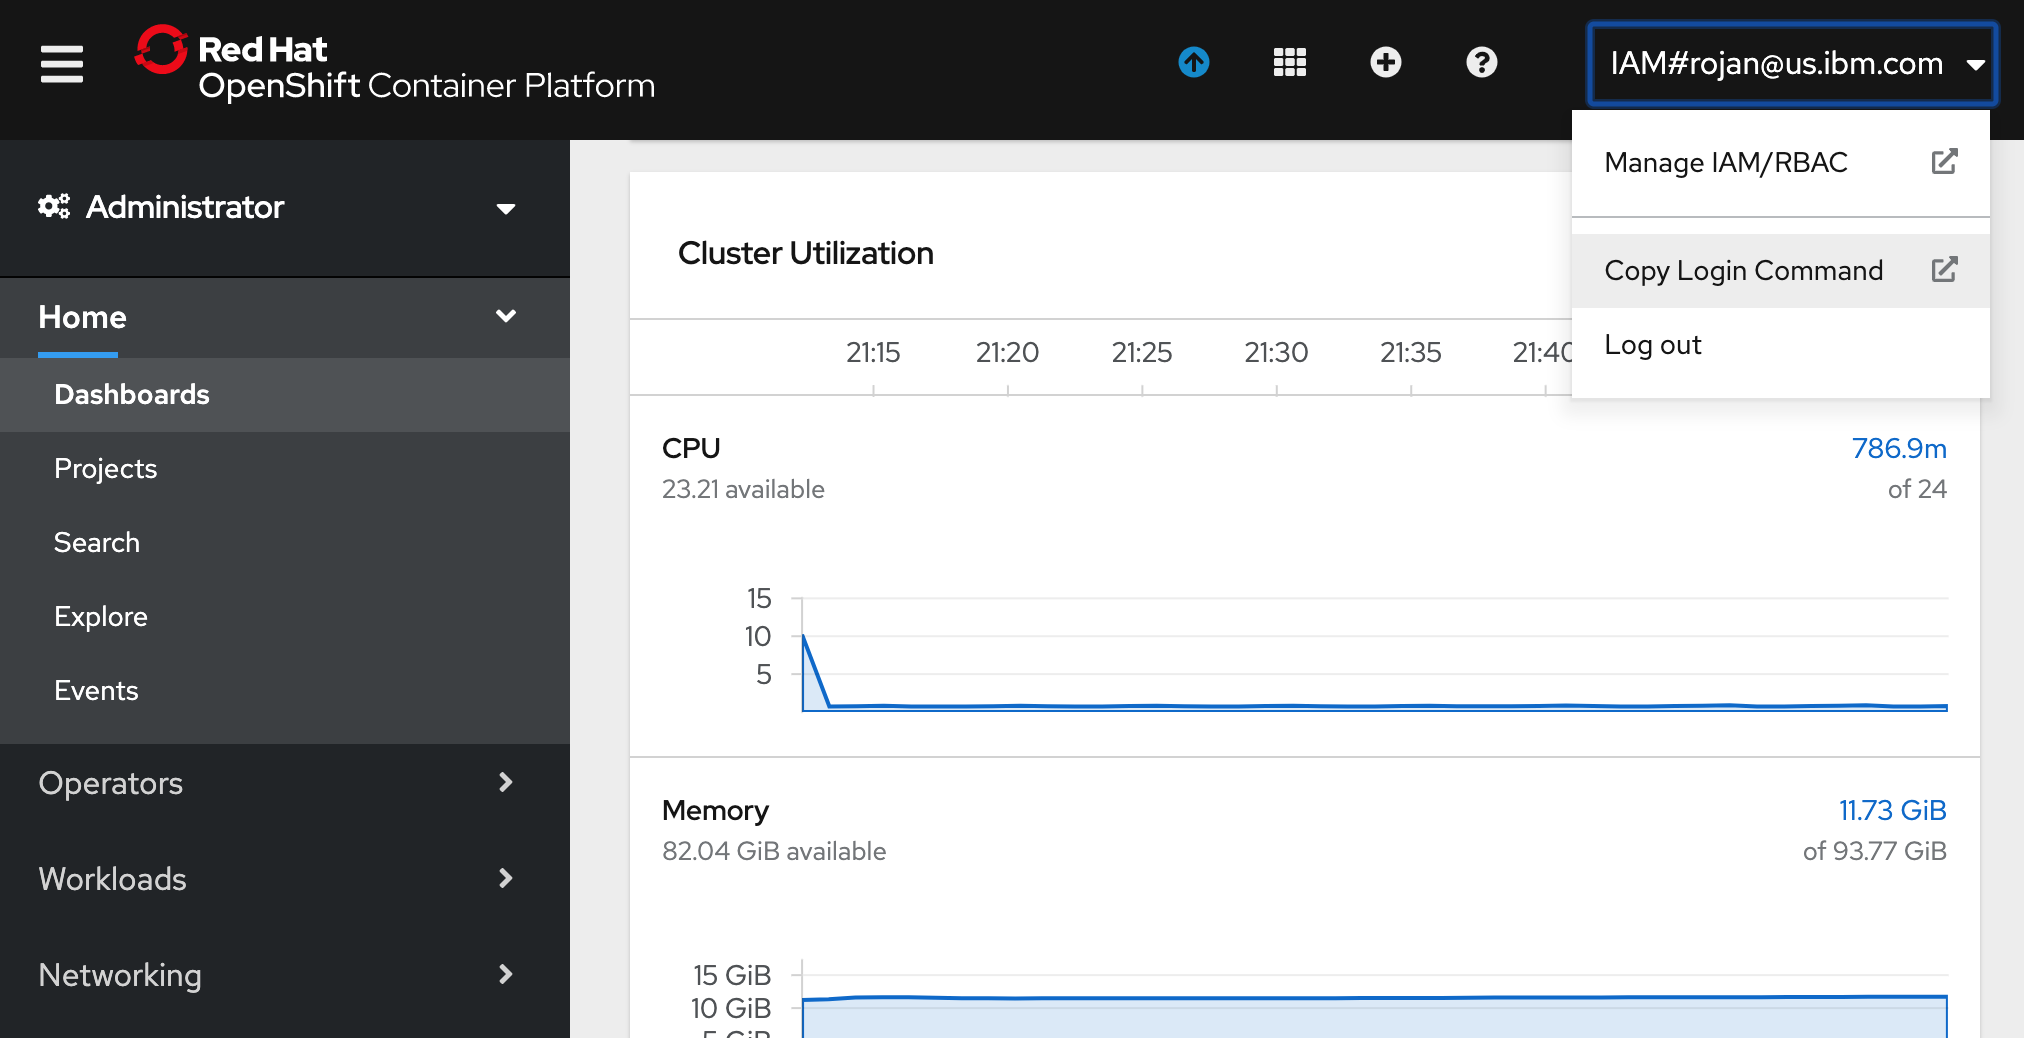 Red Hat
OpenShift Container Platform
IAM#rojan@us.ibm.com
Manage IAM/RBAC
Copy Login Command
Log out
Administrator
Home
Dashboards
Projects
Search
Explore
Events
Operators
Workloads
Networking
Cluster Utilization
21:15 21:20 21:25 21:30 21:35 21:40
CPU
786.9m
23.21 available
of 24
15
10
5
Memory
11.73 GiB
82.04 GiB available
of 93.77 GiB
15 GiB
10 GiB
5 GiB